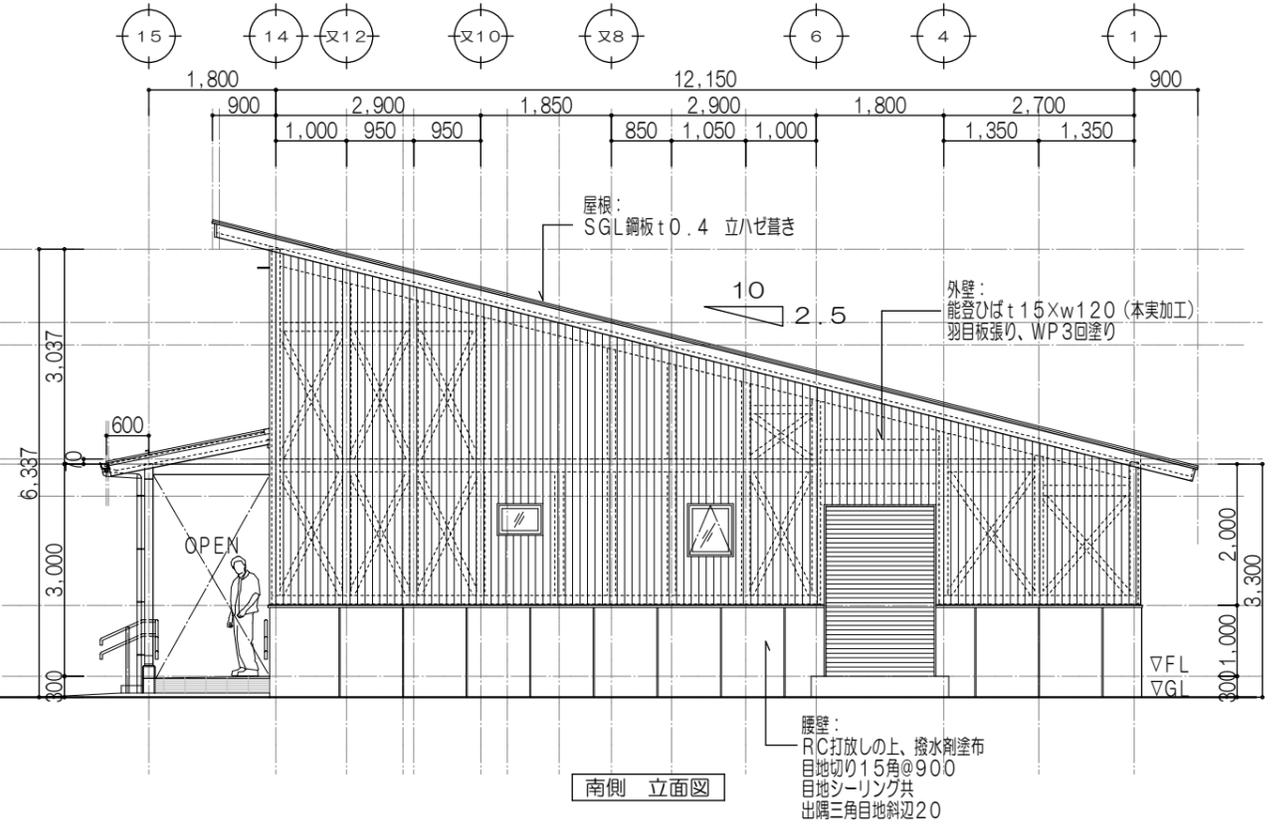 15 14 又12 又10 又8 6 4 1
1,800 12,150 900
900 2,900 1,850 2,900 1,800 2,700
1,000 950 950 850 1,050 1,000 1,350 1,350
屋根:
SGL鋼板t0.4 立ハゼ葺き
10
2.5
外壁:
能登ひばt15×w120(本実加工)
羽目板張り、WP3回塗り
3,037
600
6,337
3,000
300
OPEN
2,000
3,300
1,000
300
▽FL
▽GL
腰壁:
RC打放しの上、撥水剤塗布
目地切り15角@900
目地シーリング共
出隅三角目地斜辺20
南側 立面図